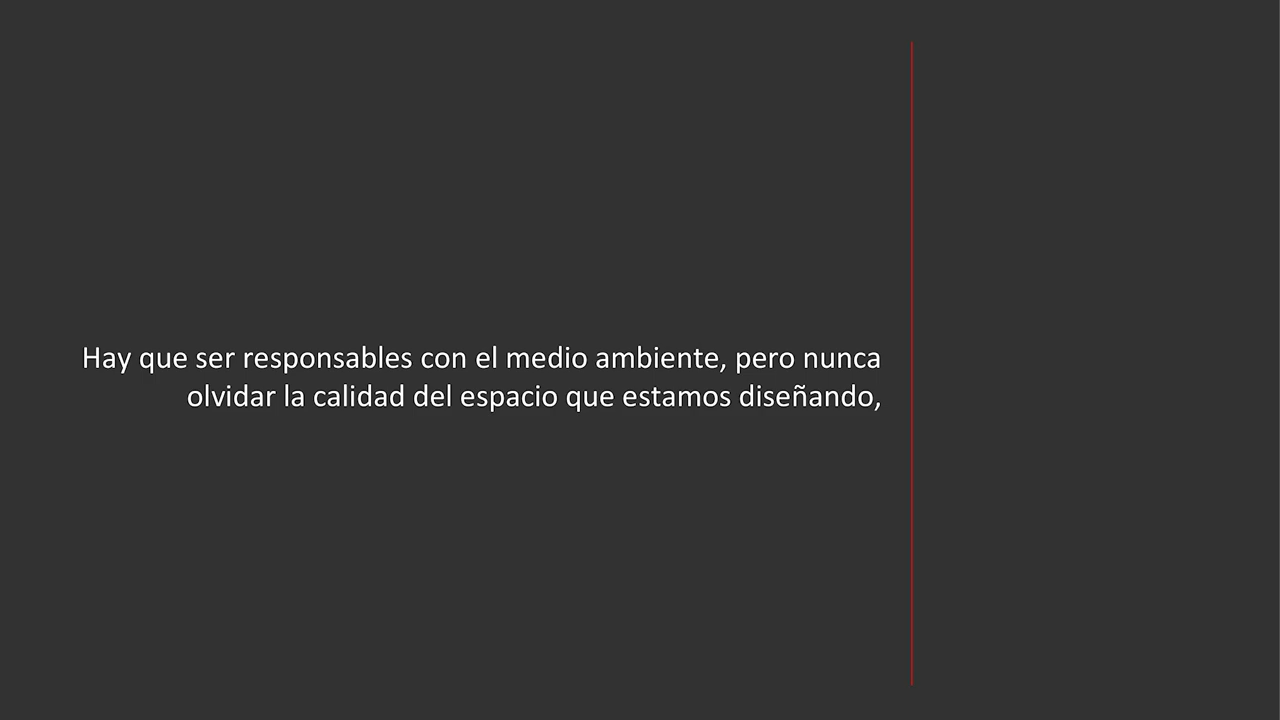 Hay que ser responsables con el medio ambiente, pero nunca
olvidar la calidad del espacio que estamos diseñando,